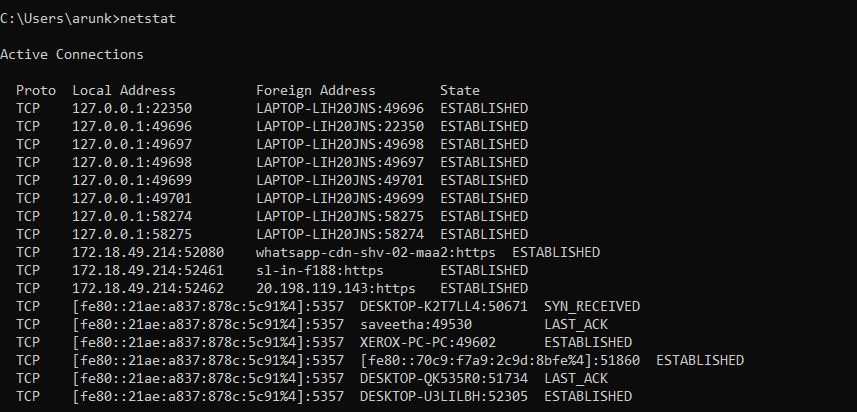 C:\Users\arunk>netstat
Active Connections
Proto  Local Address          Foreign Address        State
TCP    127.0.0.1:22350        LAPTOP-LIH20JNS:49696  ESTABLISHED
TCP    127.0.0.1:49696        LAPTOP-LIH20JNS:22350  ESTABLISHED
TCP    127.0.0.1:49697        LAPTOP-LIH20JNS:49698  ESTABLISHED
TCP    127.0.0.1:49698        LAPTOP-LIH20JNS:49697  ESTABLISHED
TCP    127.0.0.1:49699        LAPTOP-LIH20JNS:49701  ESTABLISHED
TCP    127.0.0.1:49701        LAPTOP-LIH20JNS:49699  ESTABLISHED
TCP    127.0.0.1:58274        LAPTOP-LIH20JNS:58275  ESTABLISHED
TCP    127.0.0.1:58275        LAPTOP-LIH20JNS:58274  ESTABLISHED
TCP    172.18.49.214:52080    whatsapp-cdn-shv-02-maa2:https  ESTABLISHED
TCP    172.18.49.214:52461    sl-in-f188:https       ESTABLISHED
TCP    172.18.49.214:52462    20.198.119.143:https   ESTABLISHED
TCP    [fe80::21ae:a837:878c:5c91%4]:5357  DESKTOP-K2T7LL4:50671  SYN_RECEIVED
TCP    [fe80::21ae:a837:878c:5c91%4]:5357  saveetha:49530         LAST_ACK
TCP    [fe80::21ae:a837:878c:5c91%4]:5357  XEROX-PC-PC:49602      ESTABLISHED
TCP    [fe80::21ae:a837:878c:5c91%4]:5357  [fe80::70c9:f7a9:2c9d:8bfe%4]:51860  ESTABLISHED
TCP    [fe80::21ae:a837:878c:5c91%4]:5357  DESKTOP-QK535R0:51734  LAST_ACK
TCP    [fe80::21ae:a837:878c:5c91%4]:5357  DESKTOP-U3LILBH:52305  ESTABLISHED